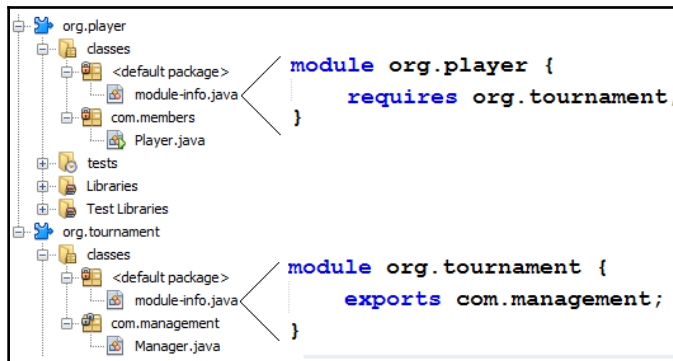 org.player
classes
<default package>
module-info.java
com.members
Player.java
tests
Libraries
Test Libraries
org.tournament
classes
<default package>
module-info.java
com.management
Manager.java
module org.player {
requires org.tournament;
}
module org.tournament {
exports com.management;
}